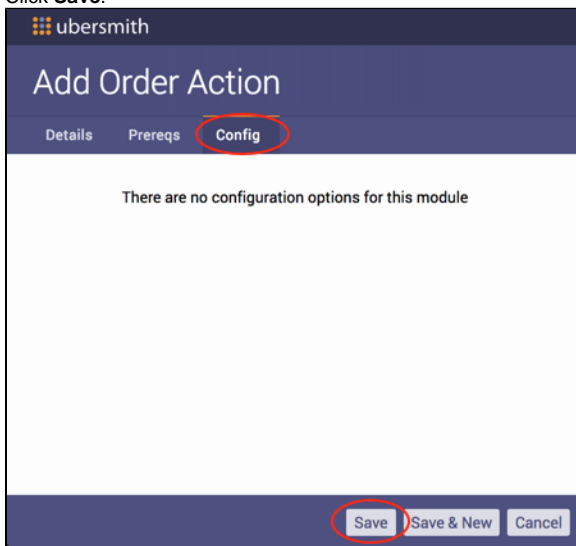 Click Save.
ubersmith
Add Order Action
Details Prereqs Config
There are no configuration options for this module
Save Save & New Cancel